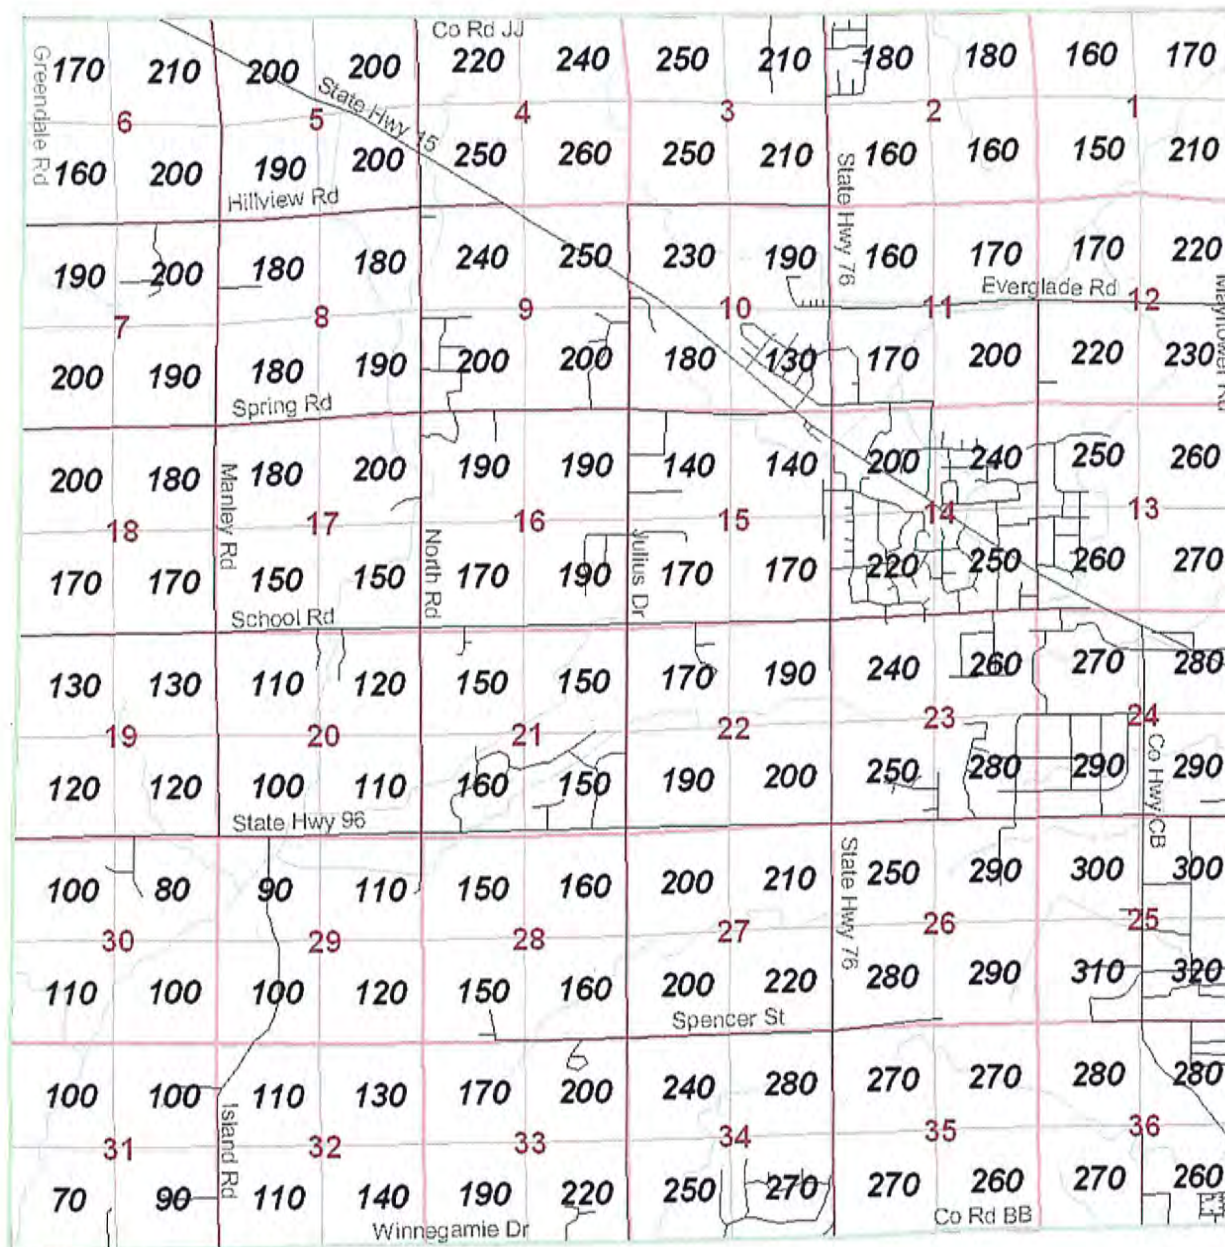 Co Rd JJ
Greendale Rd
170 210 200 200 220 240 250 210 180 180 160 170
State Hwy 15
6 5 4 3 2 1
160 200 190 200 250 260 250 210 160 160 150 210
Hillview Rd
State Hwy 76
190 200 180 180 240 250 230 190 160 170 170 220
Everglade Rd
Mayflower Rd
7 8 9 10 11 12
200 190 180 190 200 200 180 130 170 200 220 230
Spring Rd
200 180 180 200 190 190 140 140 200 240 250 260
Manley Rd
North Rd
Julius Dr
18 17 16 15 14 13
170 170 150 150 170 190 170 170 220 250 260 270
School Rd
130 130 110 120 150 150 170 190 240 260 270 280
19 20 21 22 23 24
120 120 100 110 160 150 190 200 250 280 290 290
Co Hwy CB
State Hwy 96
State Hwy 76
100 80 90 110 150 160 200 210 250 290 300 300
30 29 28 27 26 25
110 100 100 120 150 160 200 220 280 290 310 320
Spencer St
100 100 110 130 170 200 240 280 270 270 280 280
Island Rd
31 32 33 34 35 36
70 90 110 140 190 220 250 270 270 260 270 260
Winnegamie Dr
Co Rd BB